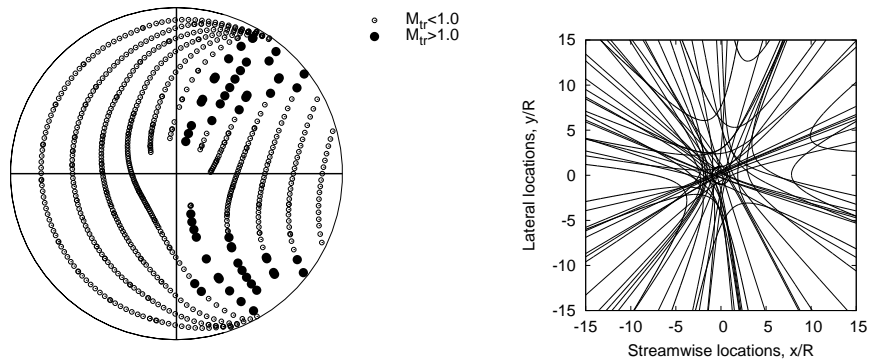 M_tr<1.0
M_tr>1.0
15
10
5
0
-5
-10
-15
-15 -10 -5 0 5 10 15
Lateral locations, y/R
Streamwise locations, x/R